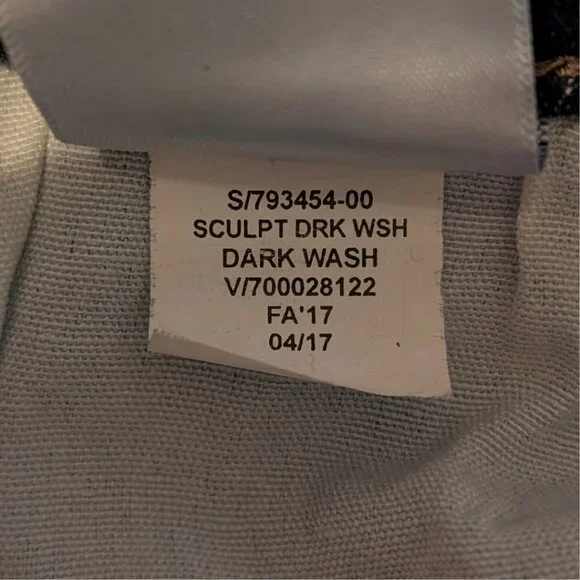 S/793454-00
SCULPT DRK WSH
DARK WASH
V/700028122
FA'17
04/17